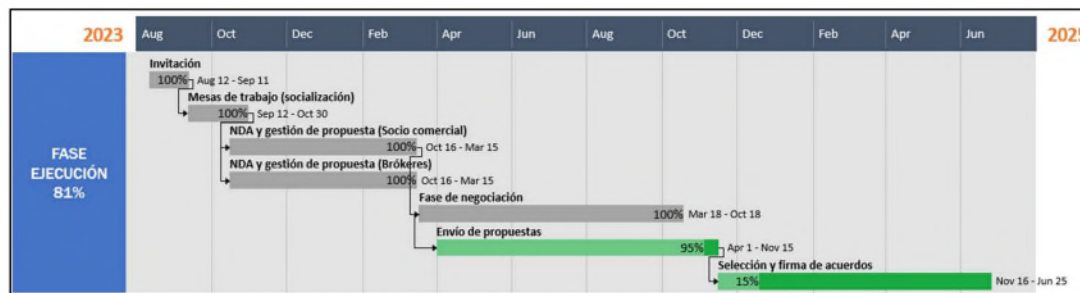 2023 Aug Oct Dec Feb Apr Jun Aug Oct Dec Feb Apr Jun 2025
FASE
EJECUCIÓN
81%
Invitación
100% Aug 12 - Sep 11
Mesas de trabajo (socialización)
100% Sep 12 - Oct 30
NDA y gestión de propuesta (Socio comercial)
100% Oct 16 - Mar 15
NDA y gestión de propuesta (Brókeres)
100% Oct 16 - Mar 15
Fase de negociación
100% Mar 18 - Oct 18
Envío de propuestas
95% Apr 1 - Nov 15
Selección y firma de acuerdos
15% Nov 16 - Jun 25